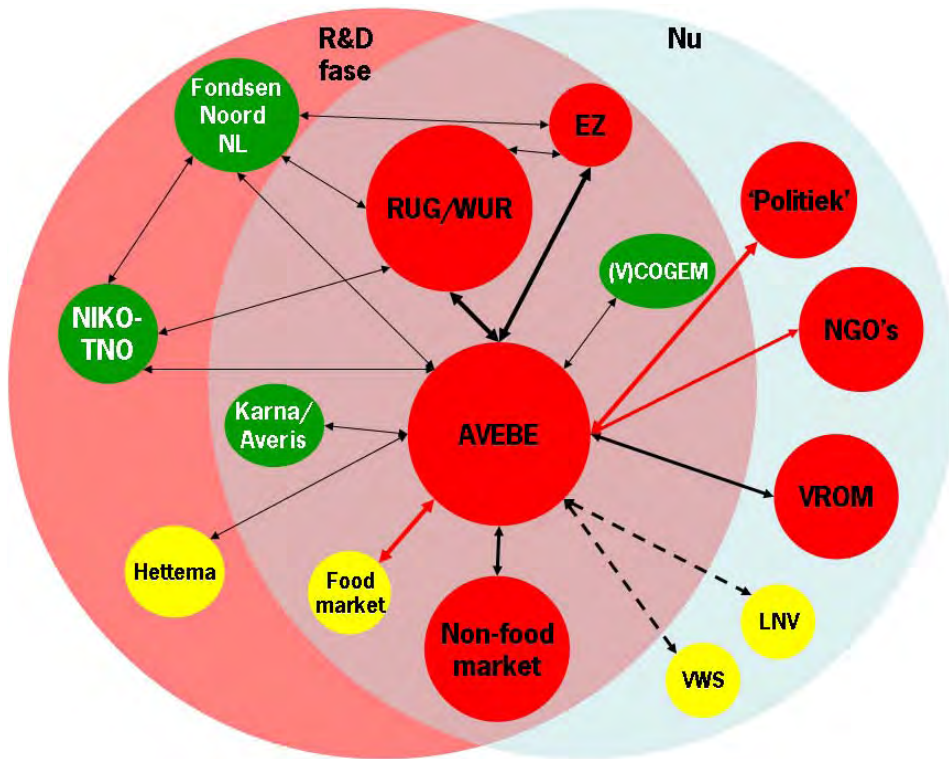 R&D
fase
Nu
Fondsen
Noord
NL
EZ
RUG/WUR
'Politiek'
(V)COGEM
NIKO-
TNO
NGO's
Karna/
Averis
AVEBE
VROM
Hettema
Food
market
Non-food
market
LNV
VWS